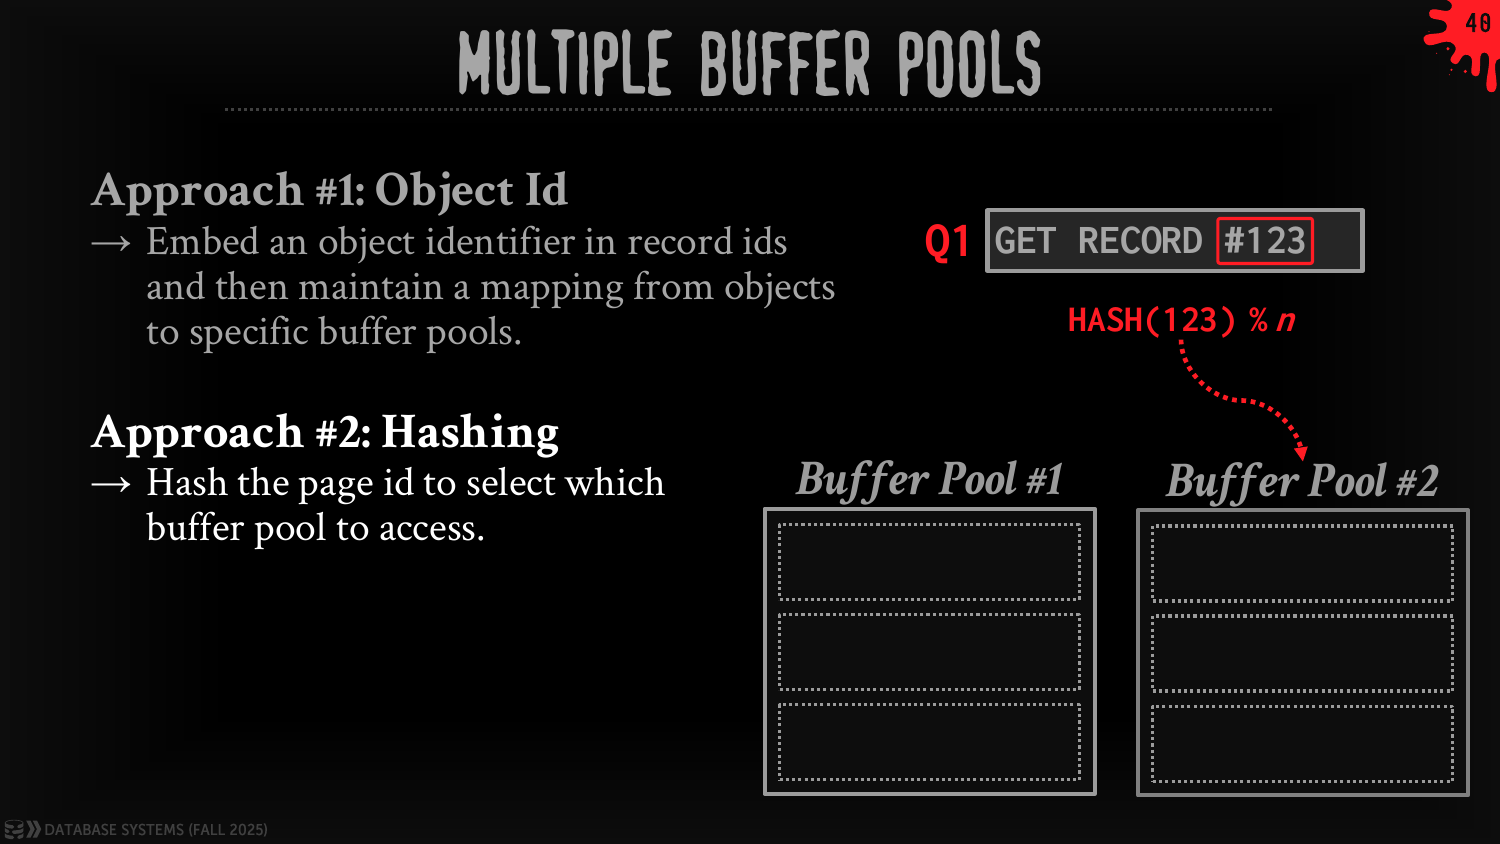 40
MULTIPLE BUFFER POOLS
Approach #1: Object Id
→ Embed an object identifier in record ids
and then maintain a mapping from objects
to specific buffer pools.
Approach #2: Hashing
→ Hash the page id to select which
buffer pool to access.
Q1 GET RECORD #123
HASH(123) % n
Buffer Pool #1
Buffer Pool #2
DATABASE SYSTEMS (FALL 2025)